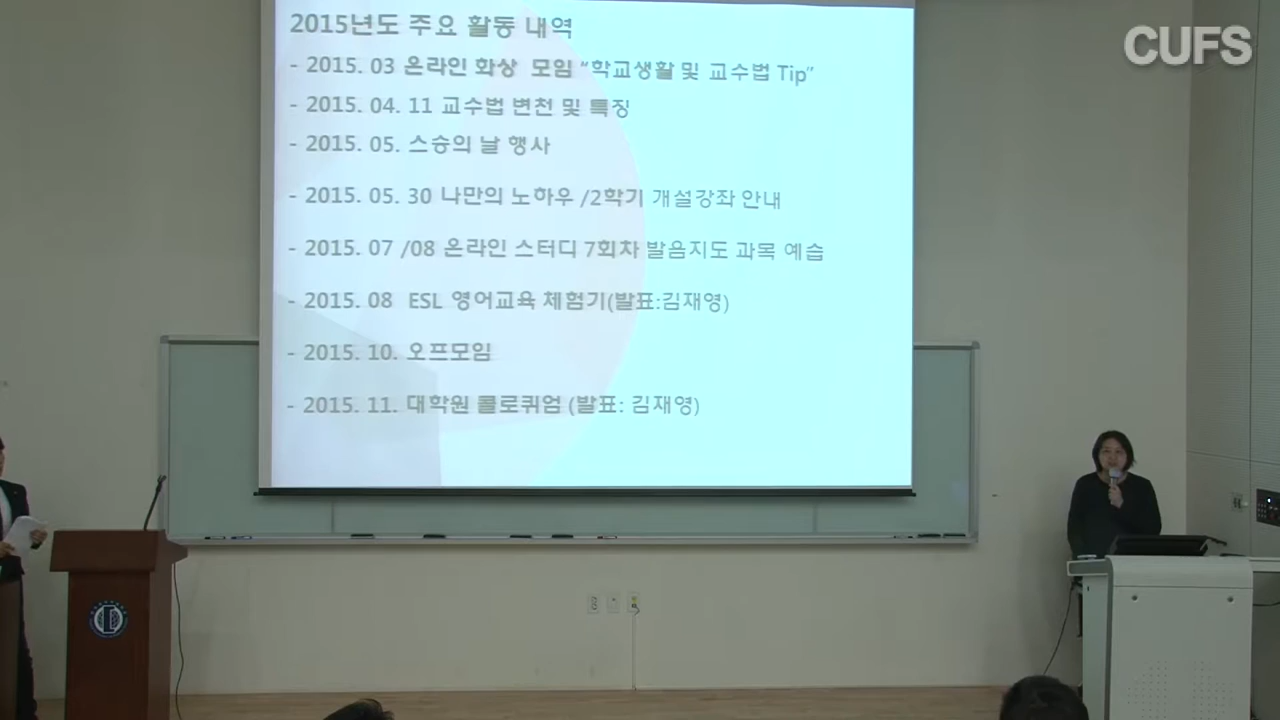 CUFS
2015년도 주요 활동 내역
- 2015. 03 온라인 화상 모임 “학교생활 및 교수법 Tip”
- 2015. 04. 11 교수법 변천 및 특징
- 2015. 05. 스승의 날 행사
- 2015. 05. 30 나만의 노하우 /2학기 개설강좌 안내
- 2015. 07 /08 온라인 스터디 7회차 발음지도 과목 예습
- 2015. 08 ESL 영어교육 체험기(발표:김재영)
- 2015. 10. 오프모임
- 2015. 11. 대학원 콜로퀴엄 (발표: 김재영)